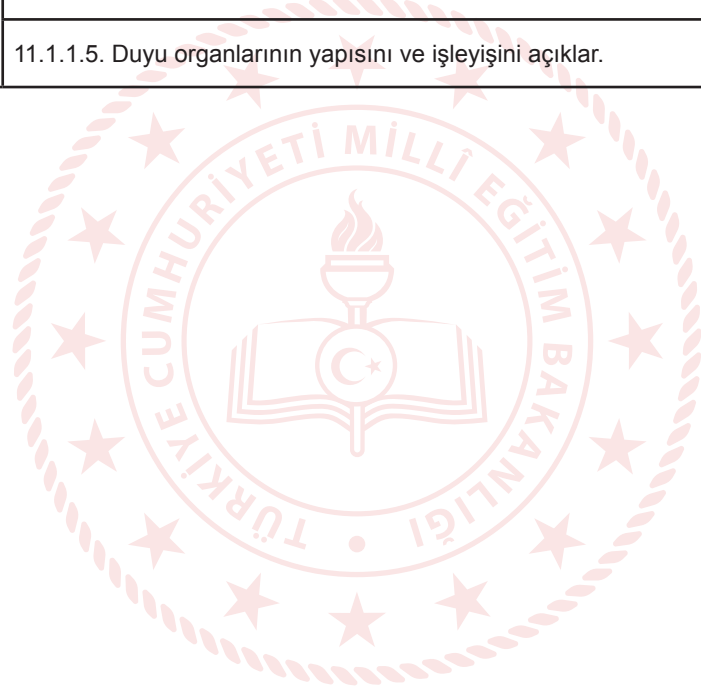 11.1.1.5. Duyu organlarının yapısını ve işleyişini açıklar.
TÜRKİYE CUMHURİYETİ MİLLÎ EĞİTİM BAKANLIĞI